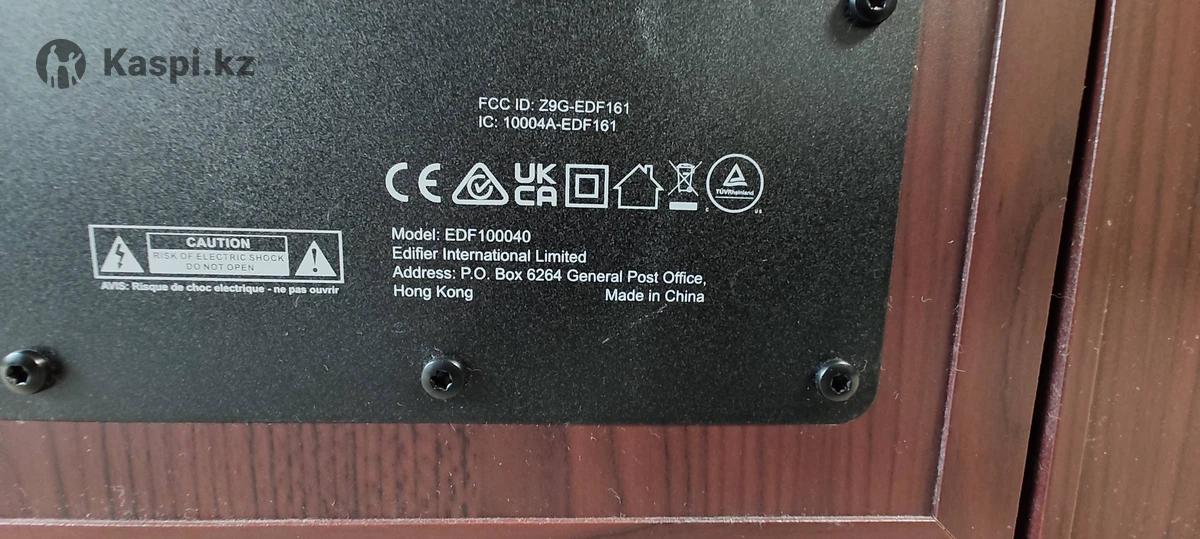 Kaspi.kz
FCC ID: Z9G-EDF161
IC: 10004A-EDF161
CE
UK
CA
TÜVRheinland
CAUTION
RISK OF ELECTRIC SHOCK
DO NOT OPEN
AVIS: Risque de choc electrique - ne pas ouvrir
Model: EDF100040
Edifier International Limited
Address: P.O. Box 6264 General Post Office,
Hong Kong Made in China